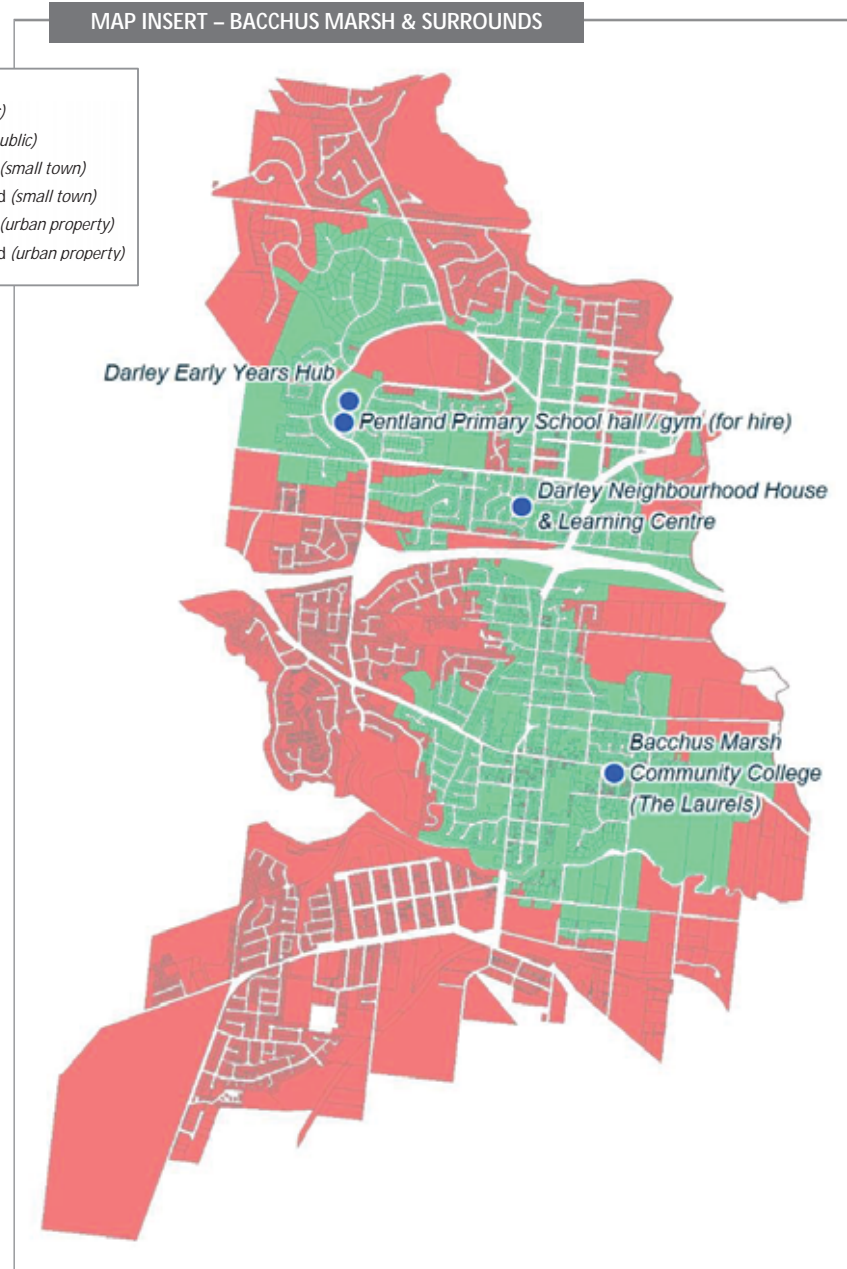 MAP INSERT – BACCHUS MARSH & SURROUNDS
(small town)
(small town)
(urban property)
(urban property)
Darley Early Years Hub
Pentland Primary School hall / gym (for hire)
Darley Neighbourhood House
& Learning Centre
Bacchus Marsh
Community College
(The Laurels)